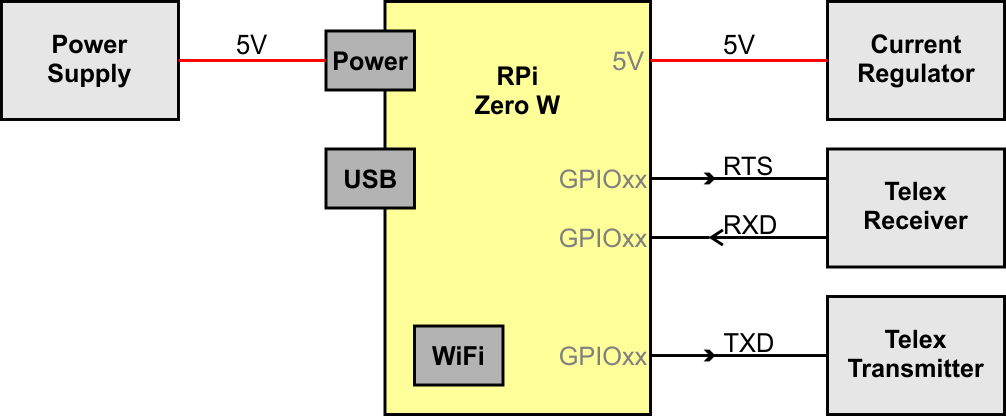 Power
Supply
5V
Power
RPi
Zero W
5V
5V
Current
Regulator
USB
GPIOxx
RTS
Telex
Receiver
GPIOxx
RXD
WiFi
GPIOxx
TXD
Telex
Transmitter